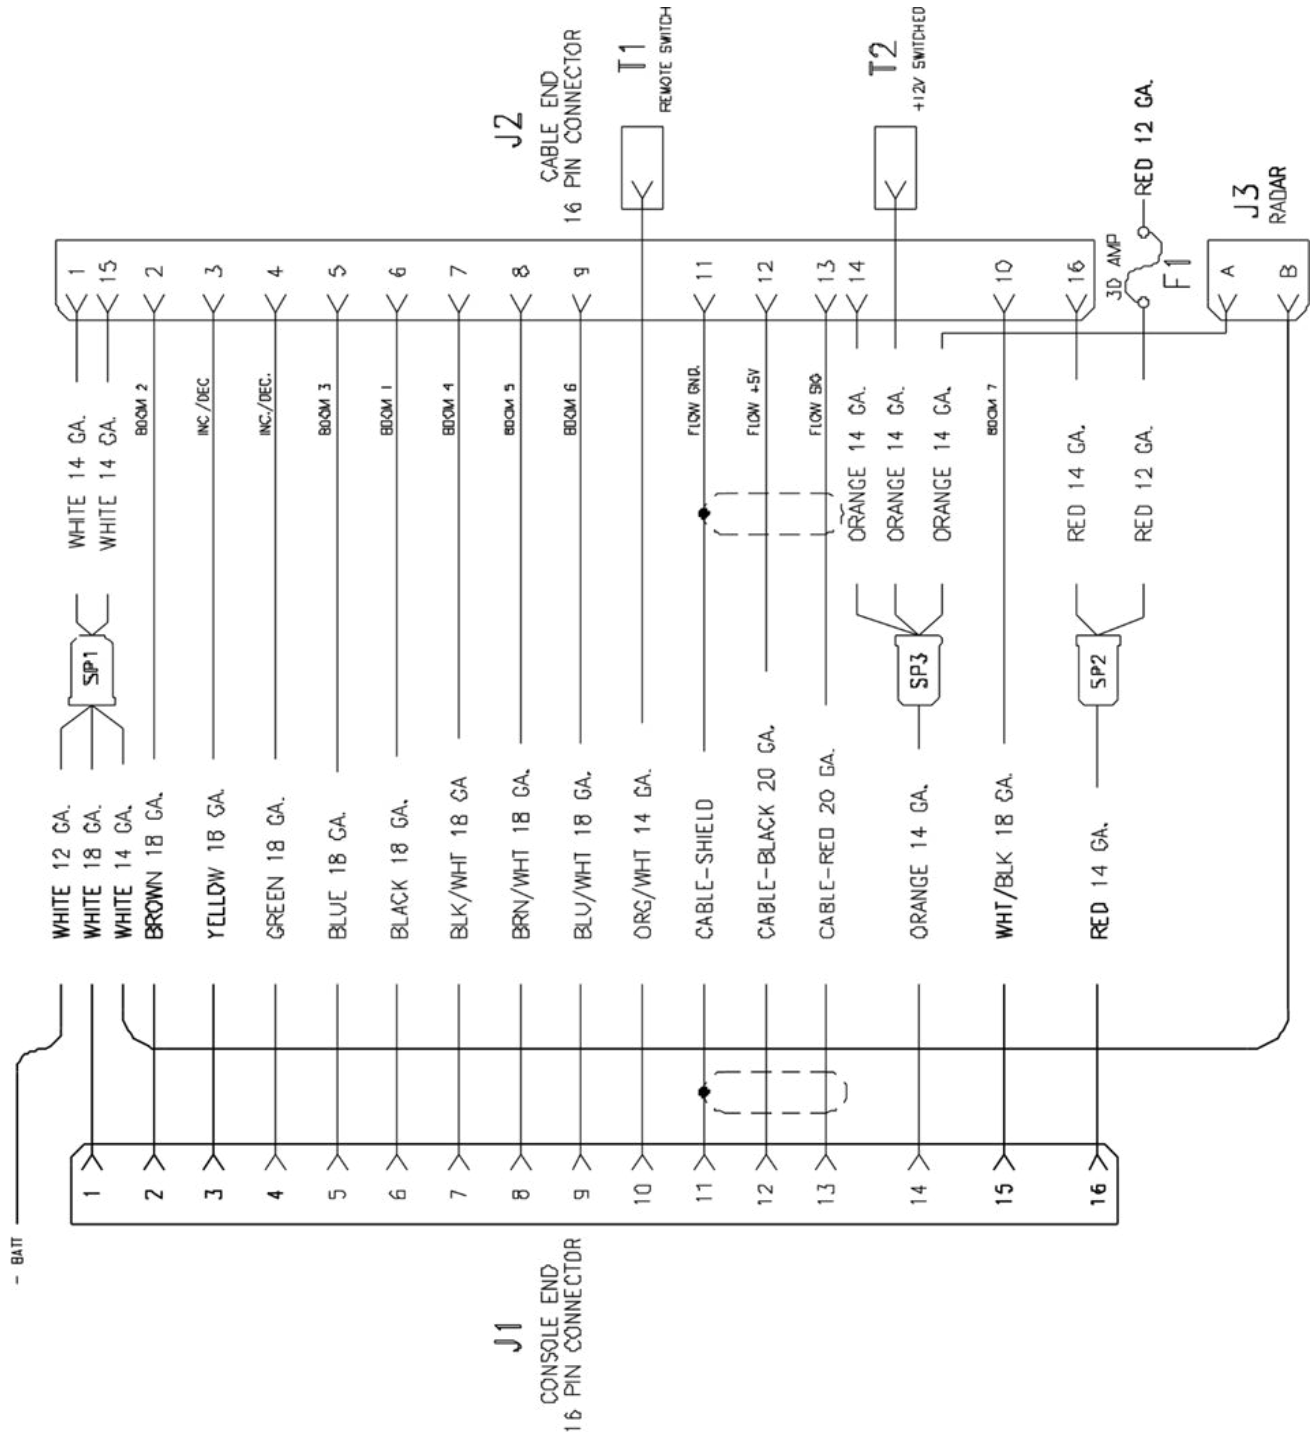 - BATT
J1
CONSOLE END
16 PIN CONNECTOR
1
2
3
4
5
6
7
8
9
10
11
12
13
14
15
16
WHITE 12 GA.
WHITE 18 GA.
WHITE 14 GA.
BROWN 18 GA.
YELLOW 18 GA.
GREEN 18 GA.
BLUE 18 GA.
BLACK 18 GA.
BLK/WHT 18 GA
BRN/WHT 18 GA.
BLU/WHT 18 GA.
ORG/WHT 14 GA.
CABLE-SHIELD
CABLE-BLACK 20 GA.
CABLE-RED 20 GA.
ORANGE 14 GA.
WHT/BLK 18 GA.
RED 14 GA.
SP1
SP3
SP2
WHITE 14 GA.
WHITE 14 GA.
BOOM 2
INC/DEC
INC./DEC.
BOOM 3
BOOM 1
BOOM 4
BOOM 5
BOOM 6
FLOW GND.
FLOW +5V
FLOW SIG
ORANGE 14 GA.
ORANGE 14 GA.
ORANGE 14 GA.
BOOM 7
RED 14 GA.
RED 12 GA.
1
15
2
3
4
5
6
7
8
9
11
12
13
14
10
16
J2
CABLE END
16 PIN CONNECTOR
T1
REMOTE SWITCH
T2
+12V SWITCHED
30 AMP
F1
RED 12 GA.
A
B
J3
RADAR